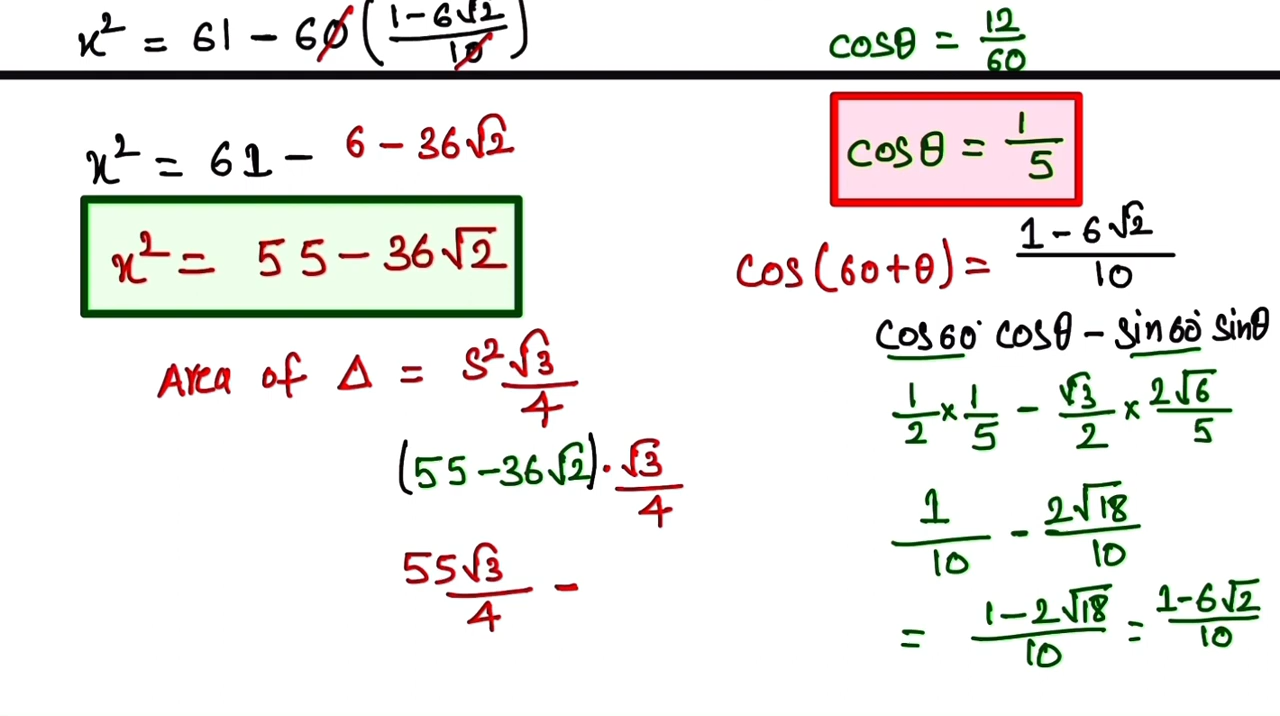 x² = 61 - 60(1-6√2/10)
x² = 61 - 6 - 36√2
x² = 55 - 36√2
Area of Δ = s² √3/4
(55-36√2)·√3/4
55√3/4 -
cosθ = 12/60
cosθ = 1/5
cos(60+θ) = 1-6√2/10
cos60° cosθ - sin60° sinθ
1/2 × 1/5 - √3/2 × 2√6/5
1/10 - 2√18/10
= 1-2√18/10 = 1-6√2/10